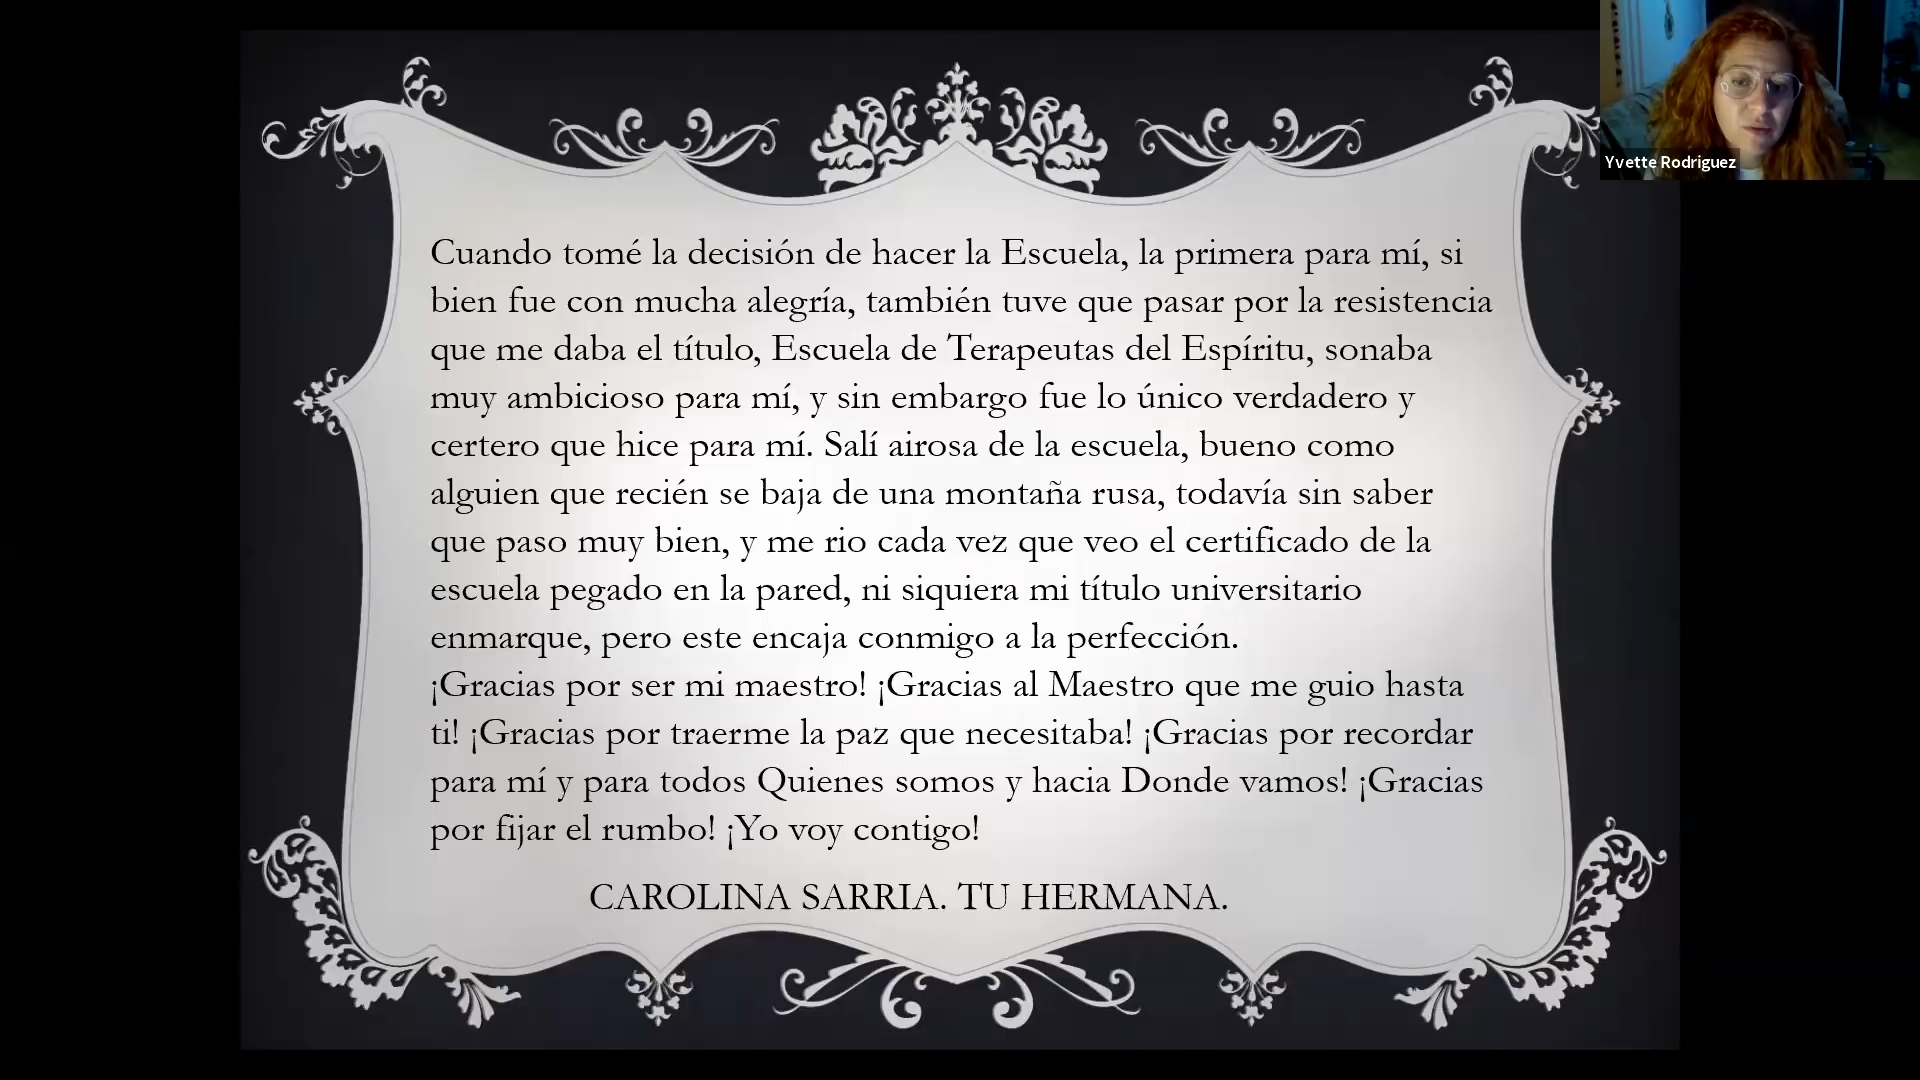 Yvette Rodriguez
Cuando tomé la decisión de hacer la Escuela, la primera para mí, si
bien fue con mucha alegría, también tuve que pasar por la resistencia
que me daba el título, Escuela de Terapeutas del Espíritu, sonaba
muy ambicioso para mí, y sin embargo fue lo único verdadero y
certero que hice para mí. Salí airosa de la escuela, bueno como
alguien que recién se baja de una montaña rusa, todavía sin saber
que paso muy bien, y me rio cada vez que veo el certificado de la
escuela pegado en la pared, ni siquiera mi título universitario
enmarque, pero este encaja conmigo a la perfección.
¡Gracias por ser mi maestro! ¡Gracias al Maestro que me guio hasta
ti! ¡Gracias por traerme la paz que necesitaba! ¡Gracias por recordar
para mí y para todos Quienes somos y hacia Donde vamos! ¡Gracias
por fijar el rumbo! ¡Yo voy contigo!
CAROLINA SARRIA. TU HERMANA.